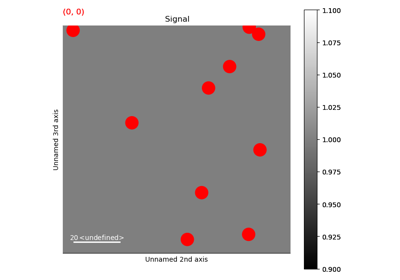 (0, 0)
Signal
Unnamed 3rd axis
20 <undefined>
Unnamed 2nd axis
1.100
1.075
1.050
1.025
1.000
0.975
0.950
0.925
0.900